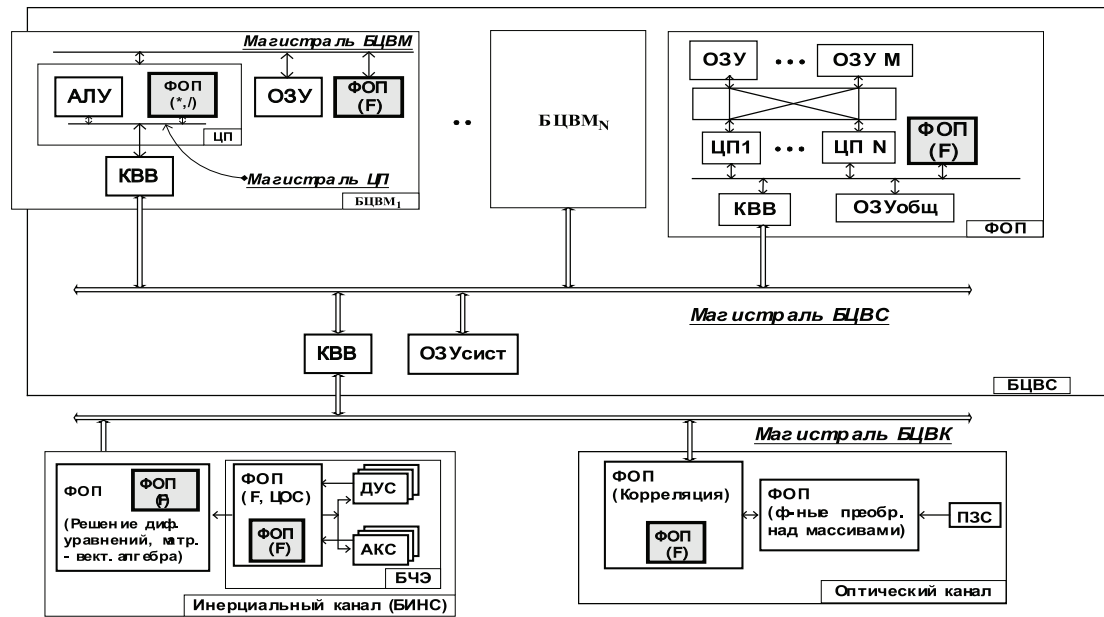 Магистраль БЦВМ
АЛУ
ФОП
(*,/)
ЦП
ОЗУ
ФОП
(F)
КВВ
Магистраль ЦП
БЦВМ₁
..
БЦВМN
ОЗУ
•••
ОЗУ М
ЦП1
•••
ЦП N
ФОП
(F)
КВВ
ОЗУобщ
ФОП
Магистраль БЦВС
КВВ
ОЗУсист
БЦВС
Магистраль БЦВК
ФОП
ФОП
(F)
(Решение диф.
уравнений, матр.
- вект. алгебра)
ФОП
(F, ЦОС)
ФОП
(F)
ДУС
АКС
БЧЭ
Инерциальный канал (БИНС)
ФОП
(Корреляция)
ФОП
(F)
ФОП
(ф-ные преобр.
над массивами)
ПЗС
Оптический канал